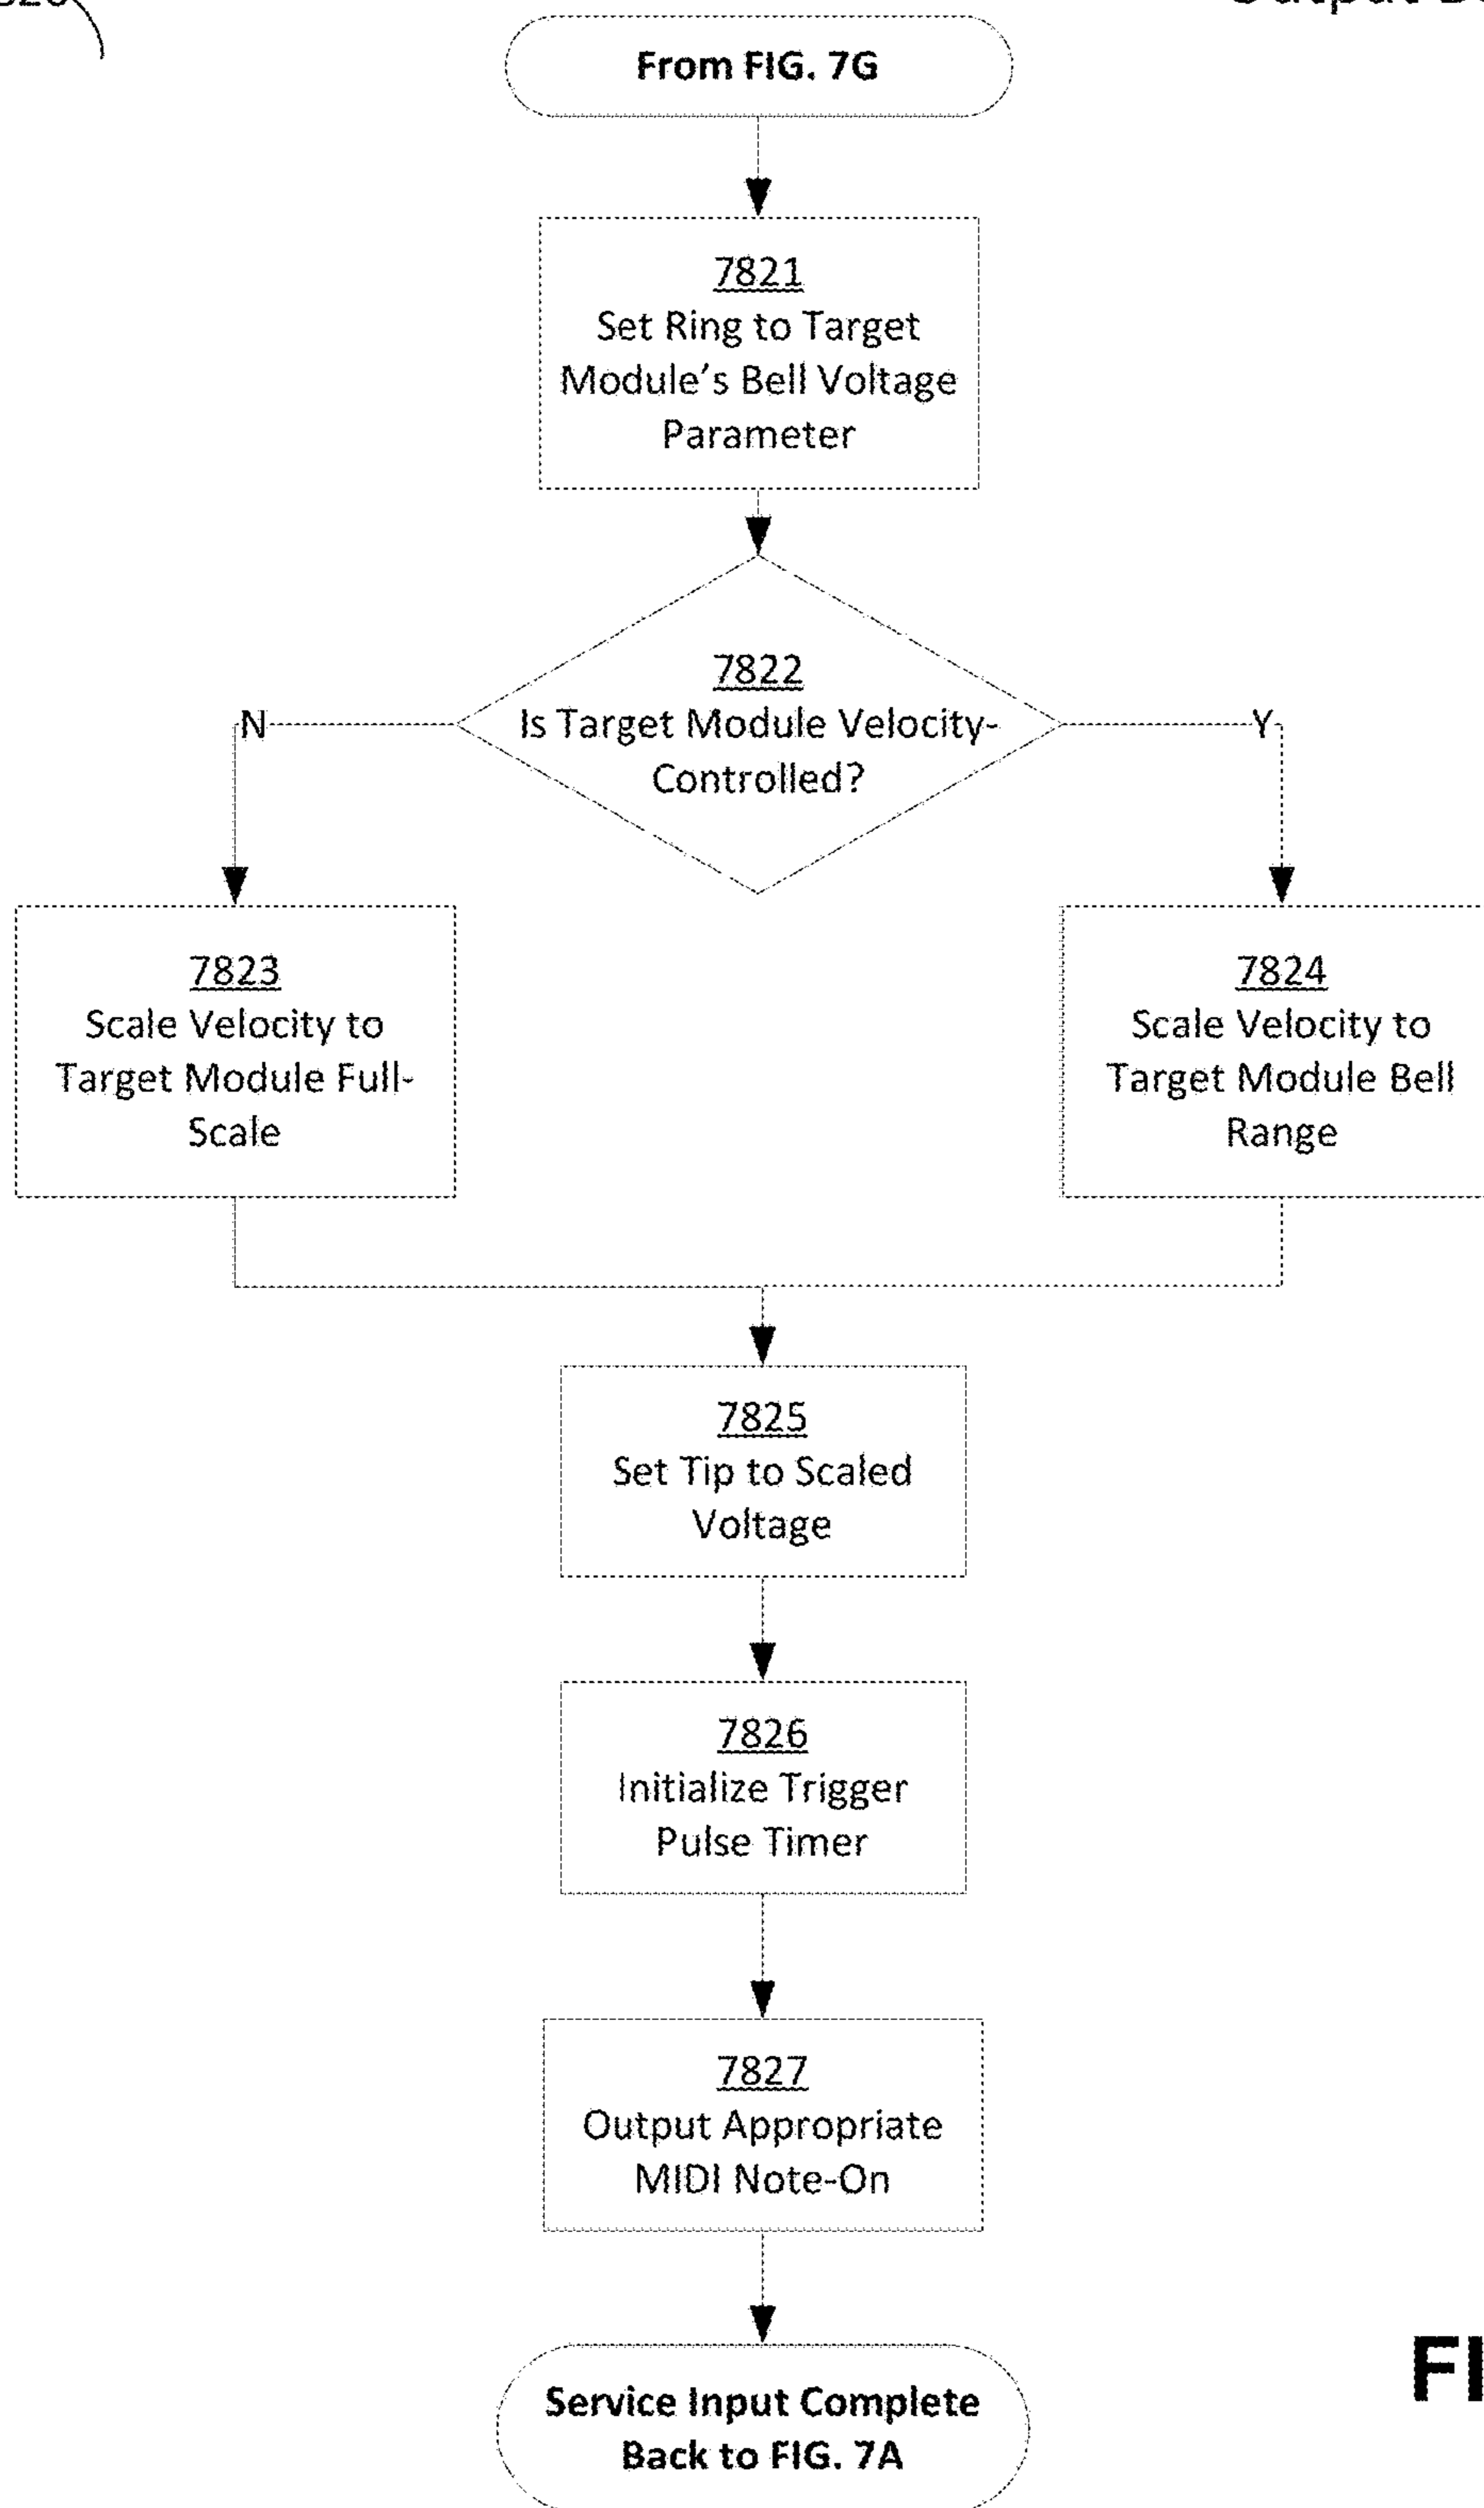 From FIG. 7G
7821
Set Ring to Target
Module's Bell Voltage
Parameter
7822
Is Target Module Velocity-
Controlled?
N
Y
7823
Scale Velocity to
Target Module Full-
Scale
7824
Scale Velocity to
Target Module Bell
Range
7825
Set Tip to Scaled
Voltage
7826
Initialize Trigger
Pulse Timer
7827
Output Appropriate
MIDI Note-On
Service Input Complete
Back to FIG. 7A